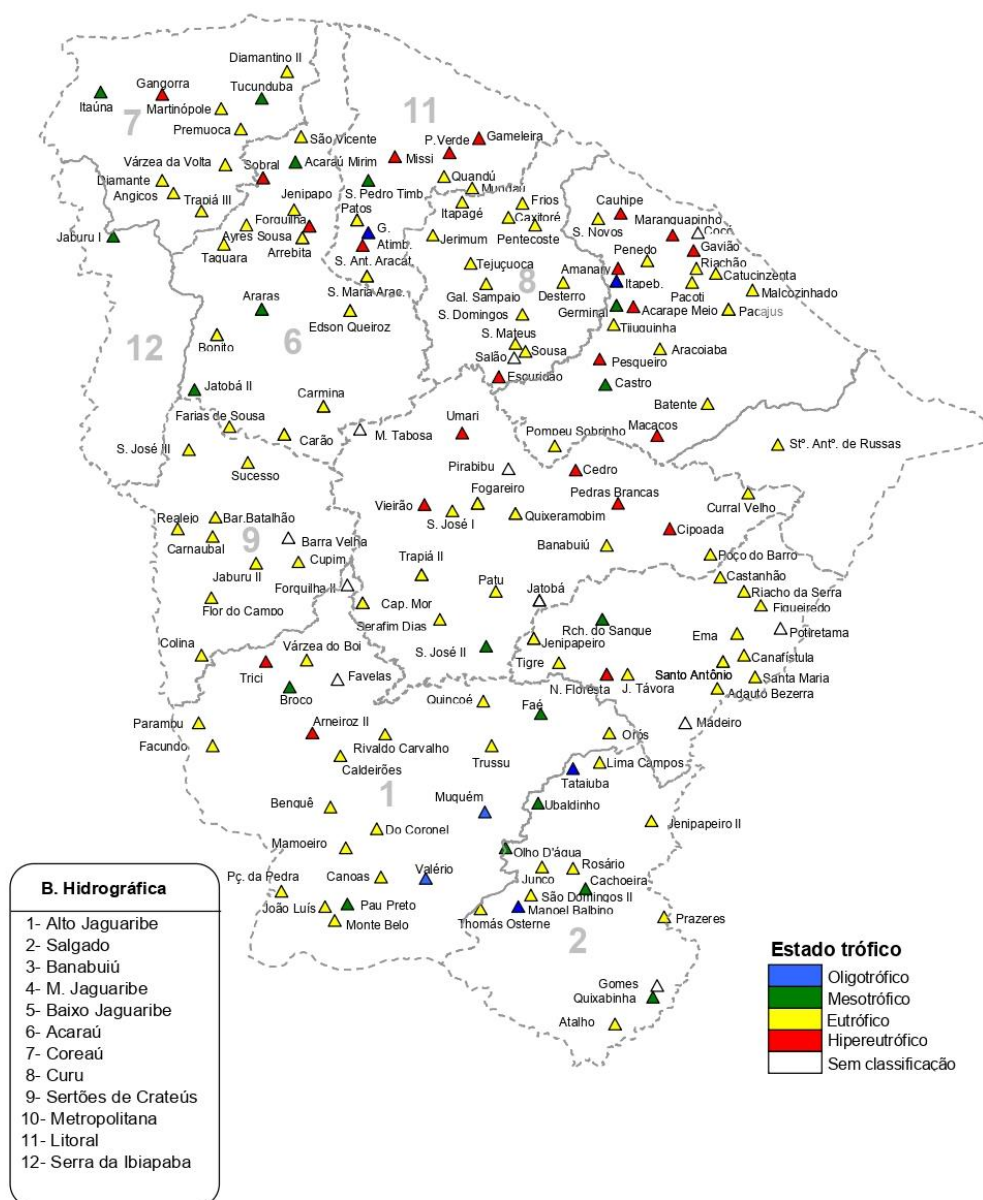 Diamantino II
Gangorra
Tucunduba
Itaúna
Martinópole
7
11
Premuoca
São Vicente
P.Verde
Gameleira
Missi
Várzea da Volta
Sobral
Acaraú Mirim
Quandú
Diamante
Angicos
S. Pedro Timb.
Mundaú
Trapiá III
Jenipapo
Itapagé
Frios
Cauhipe
Forquilha
Patos
Caxitoré
Maranguapinho
Jaburu I
Ayres Sousa
G.
S. Novos
Cocó
Taquara
Arrebita
Atimb.
Jerimum
Pentecoste
Penedo
Gavião
S. Ant. Aracat.
Tejuçuoca
Amanary
Riachão
Catucinzenta
S. Maria Arac.
8
Itapeb.
Gal. Sampaio
Desterro
Pacoti
Malcozinhado
Araras
Edson Queiroz
S. Domingos
Germinal
Acarape Meio
Pacajus
6
Tijuquinha
12
Bonito
S. Mateus
Sousa
Aracoiaba
Salão
Pesqueiro
Jatobá II
Escuridão
Castro
Carmina
Batente
Farias de Sousa
Umari
Carão
M. Tabosa
Macacos
Pompeu Sobrinho
Stº. Antº. de Russas
S. José III
Sucesso
Pirabibu
Cedro
Fogareiro
Pedras Brancas
Curral Velho
Vieirão
Realejo
Bar.Batalhão
S. José I
Quixeramobim
Cipoada
9
Carnaubal
Barra Velha
Banabuiú
Poço do Barro
Jaburu II
Cupim
Trapiá II
Castanhão
Forquilha II
Patu
Jatobá
Riacho da Serra
Flor do Campo
Cap. Mor
Figueiredo
Serafim Dias
Rch. do Sangue
Ema
Potiretama
Colina
Várzea do Boi
S. José II
Jenipapeiro
Canafístula
Trici
Tigre
Santo Antônio
Favelas
Santa Maria
Broco
N. Floresta
J. Távora
Adauto Bezerra
Quincoé
Faé
Parambu
Arneiroz II
Madeiro
Orós
Facundo
Rivaldo Carvalho
Trussu
Lima Campos
Caldeirões
Tataiuba
1
Benguê
Muquém
Ubaldinho
Do Coronel
Jenipapeiro II
Mamoeiro
Olho D'água
Pç. da Pedra
Canoas
Valério
Junco
Rosário
Cachoeira
João Luís
Pau Preto
São Domingos II
Monte Belo
Thomás Osterne
Manoel Balbino
Prazeres
2
Gomes
Quixabinha
Atalho
B. Hidrográfica
1- Alto Jaguaribe
2- Salgado
3- Banabuiú
4- M. Jaguaribe
5- Baixo Jaguaribe
6- Acaraú
7- Coreaú
8- Curu
9- Sertões de Crateús
10- Metropolitana
11- Litoral
12- Serra da Ibiapaba
Estado trófico
Oligotrófico
Mesotrófico
Eutrófico
Hipereutrófico
Sem classificação